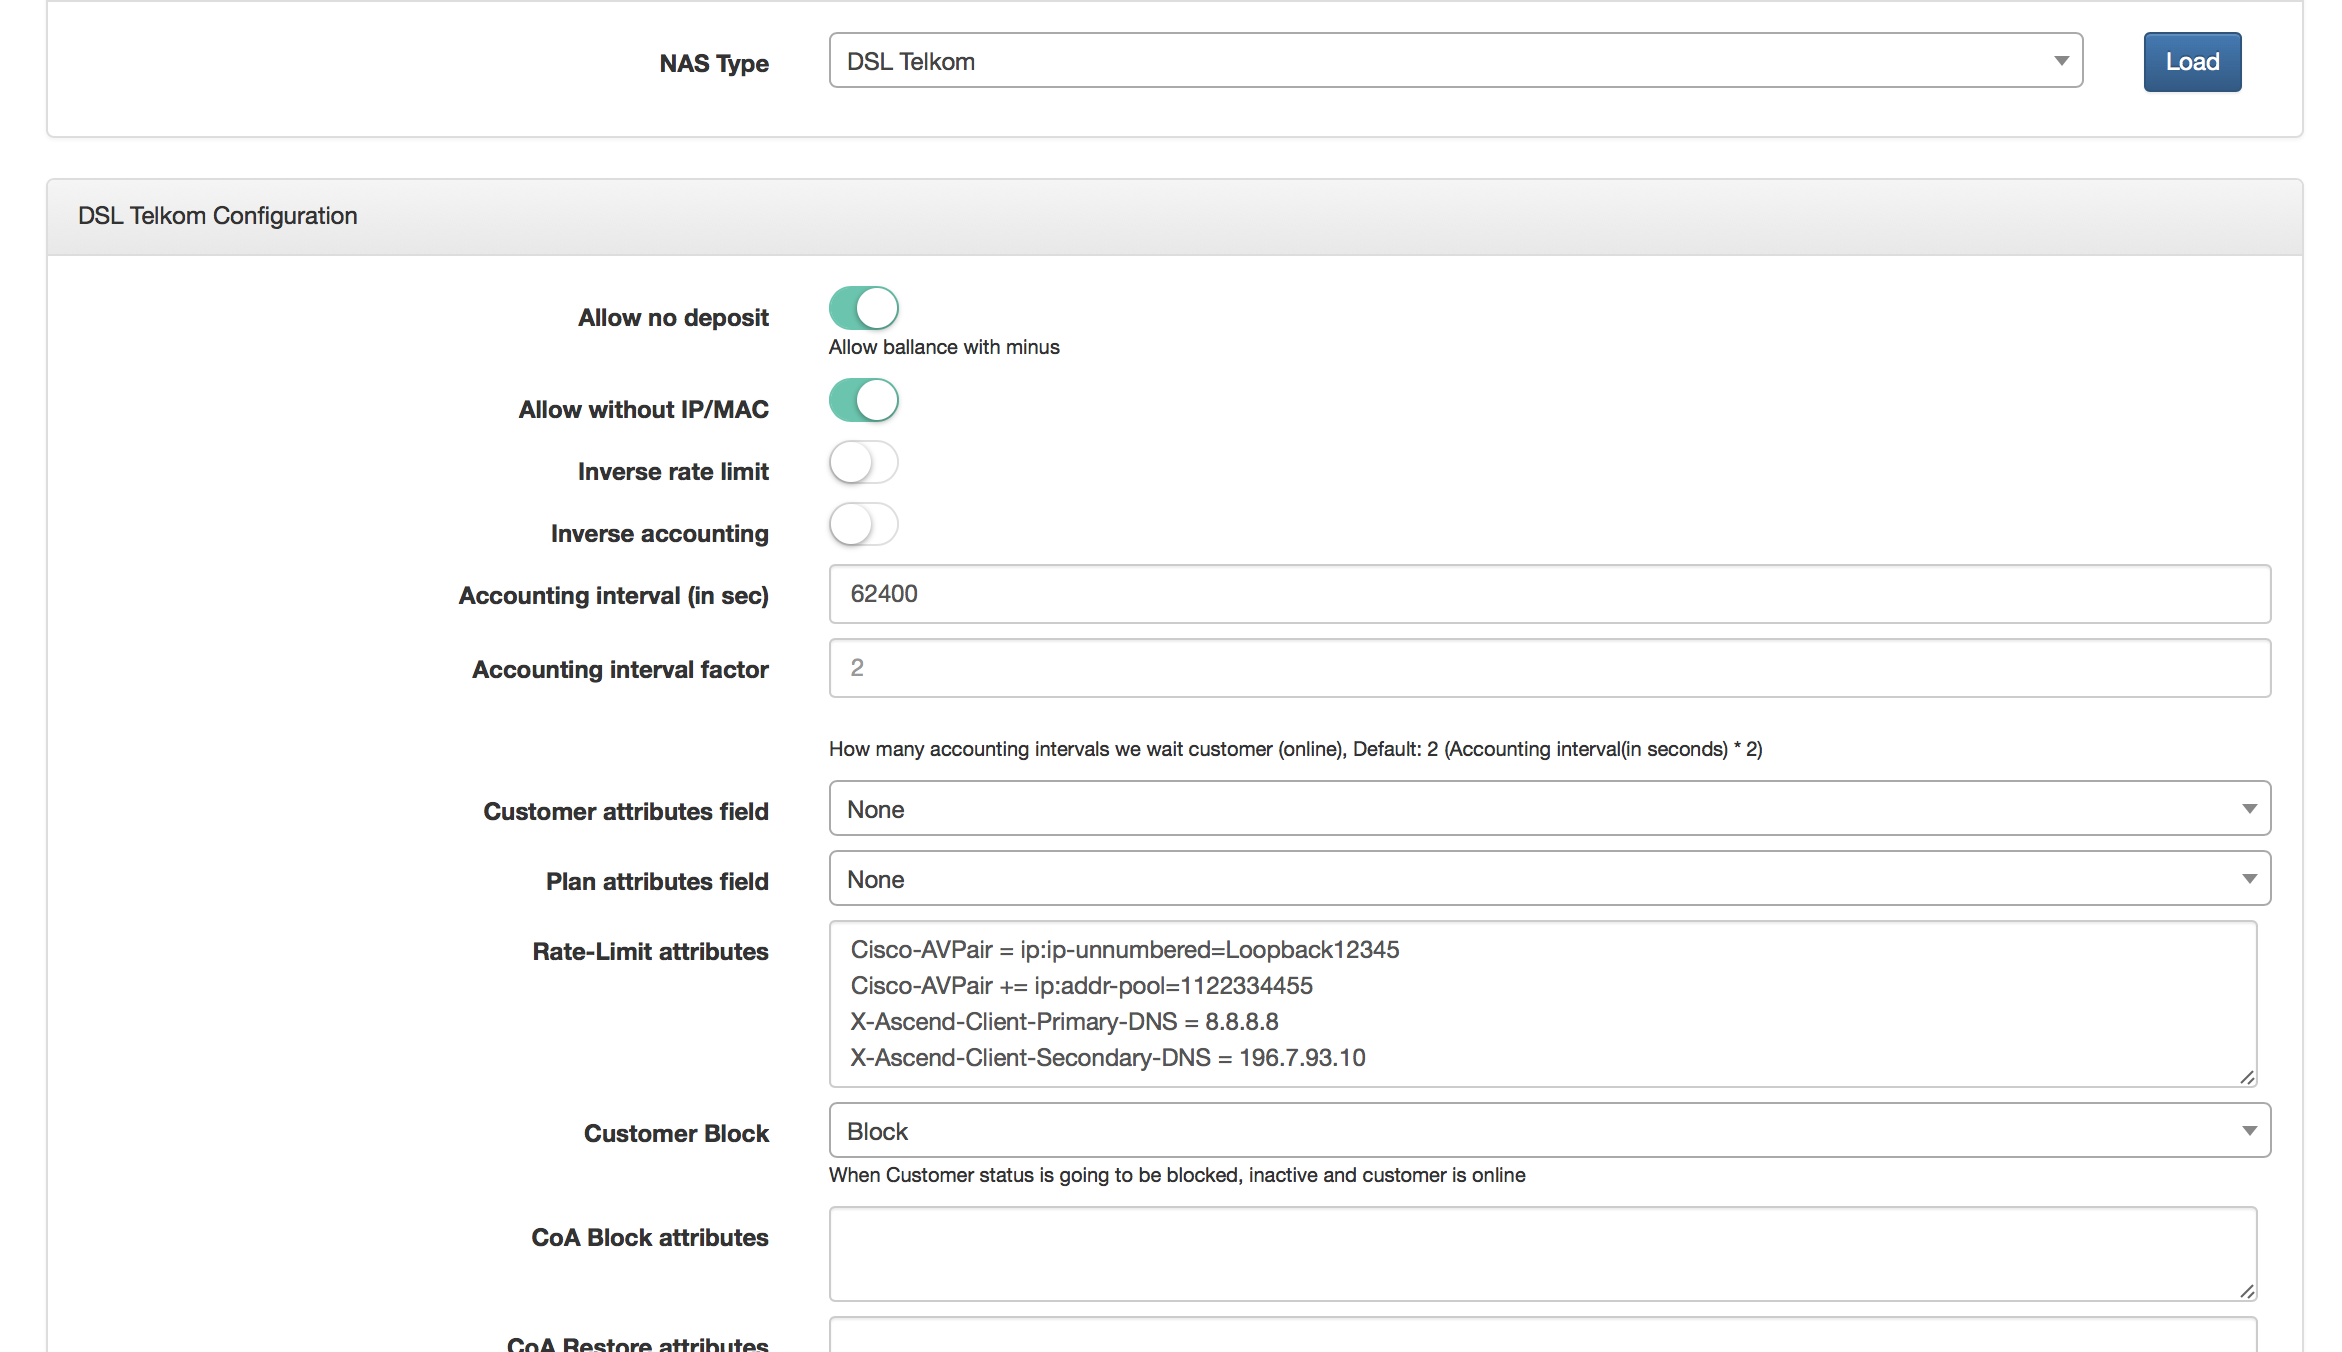 NAS Type
DSL Telkom
Load
DSL Telkom Configuration
Allow no deposit
Allow ballance with minus
Allow without IP/MAC
Inverse rate limit
Inverse accounting
Accounting interval (in sec)
62400
Accounting interval factor
2
How many accounting intervals we wait customer (online), Default: 2 (Accounting interval(in seconds) * 2)
Customer attributes field
None
Plan attributes field
None
Rate-Limit attributes
Cisco-AVPair = ip:ip-unnumbered=Loopback12345
Cisco-AVPair += ip:addr-pool=1122334455
X-Ascend-Client-Primary-DNS = 8.8.8.8
X-Ascend-Client-Secondary-DNS = 196.7.93.10
Customer Block
Block
When Customer status is going to be blocked, inactive and customer is online
CoA Block attributes
CoA Restore attributes